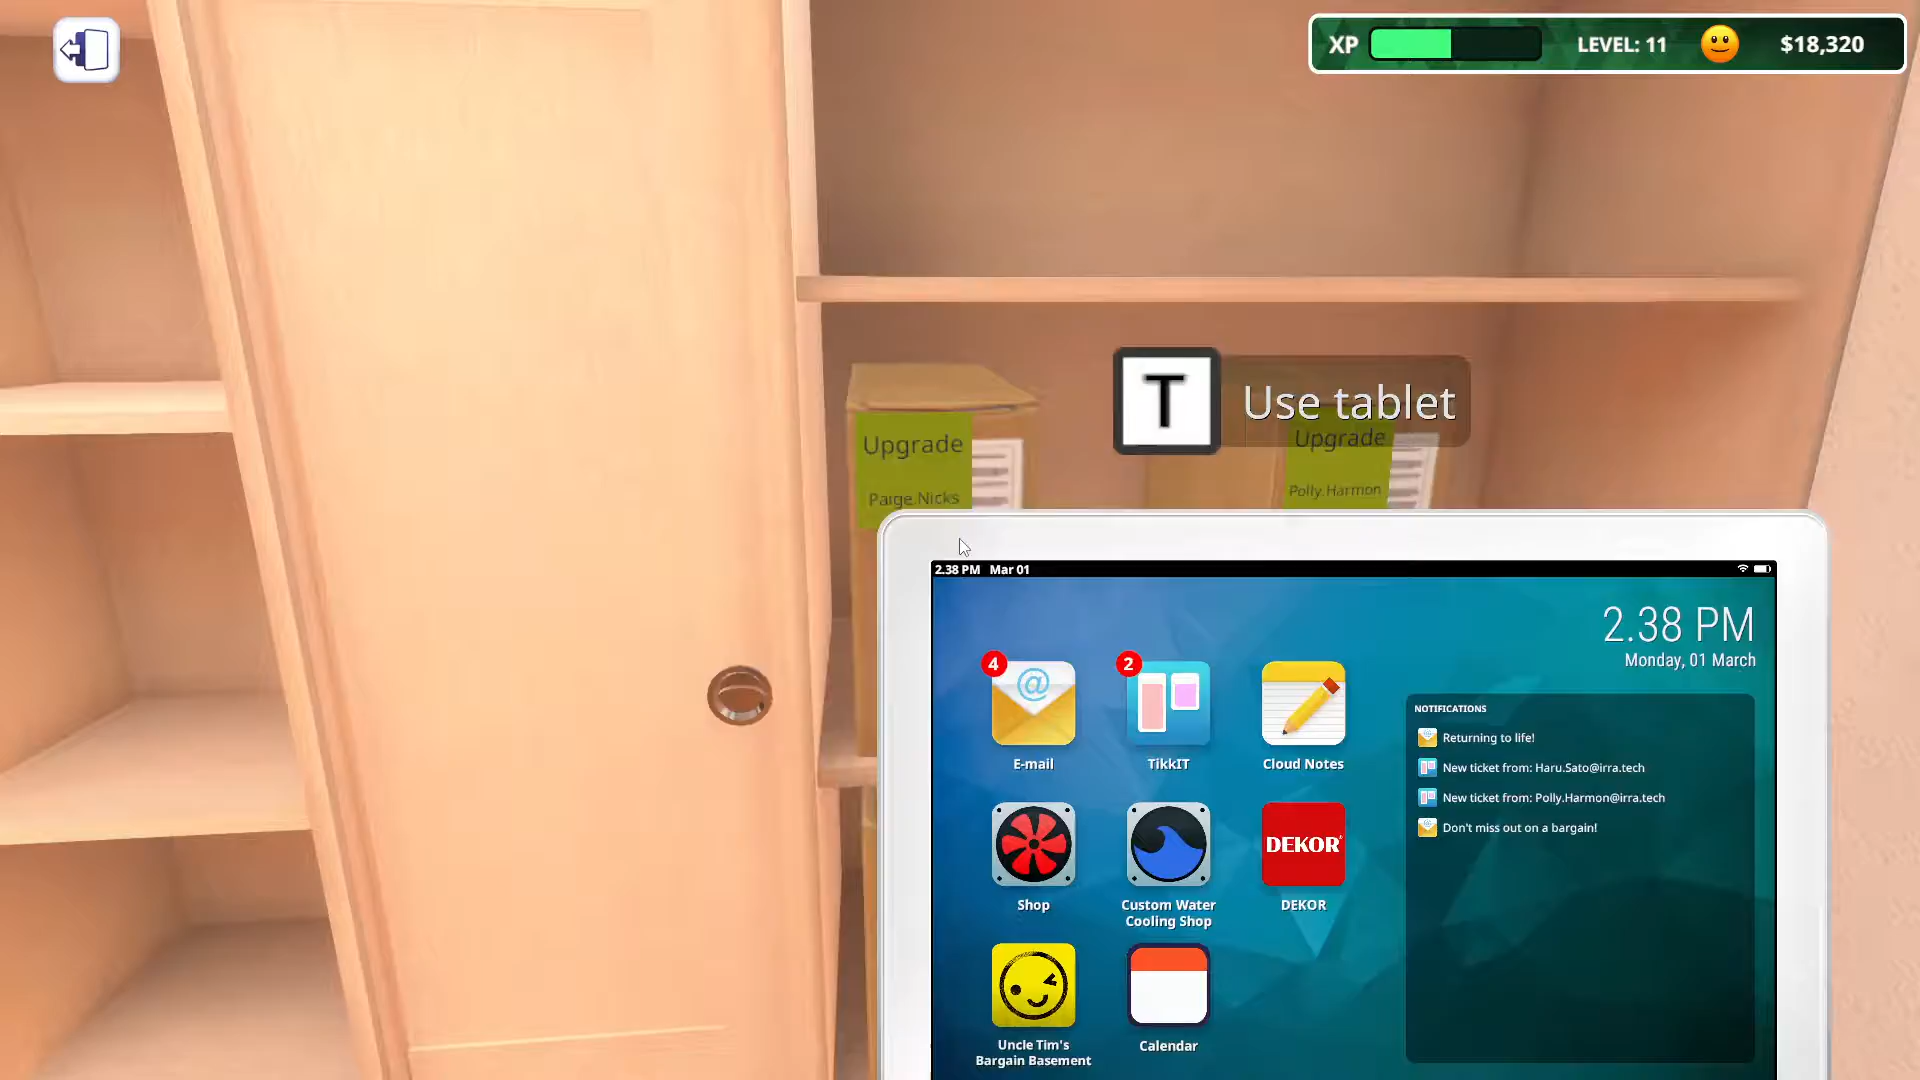 XP
LEVEL: 11
$18,320
T
Use tablet
Upgrade
Paige.Nicks
Upgrade
Polly.Harmon
2.38 PM Mar 01
2.38 PM
Monday, 01 March
4
2
@
E-mail
TikkIT
Cloud Notes
DEKOR
Shop
Custom Water
Cooling Shop
DEKOR
Uncle Tim's
Bargain Basement
Calendar
NOTIFICATIONS
Returning to life!
New ticket from: Haru.Sato@irra.tech
New ticket from: Polly.Harmon@irra.tech
Don't miss out on a bargain!